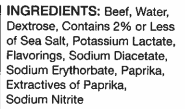 INGREDIENTS: Beef, Water,
Dextrose, Contains 2% or Less
of Sea Salt, Potassium Lactate,
Flavorings, Sodium Diacetate,
Sodium Erythorbate, Paprika,
Extractives of Paprika,
Sodium Nitrite